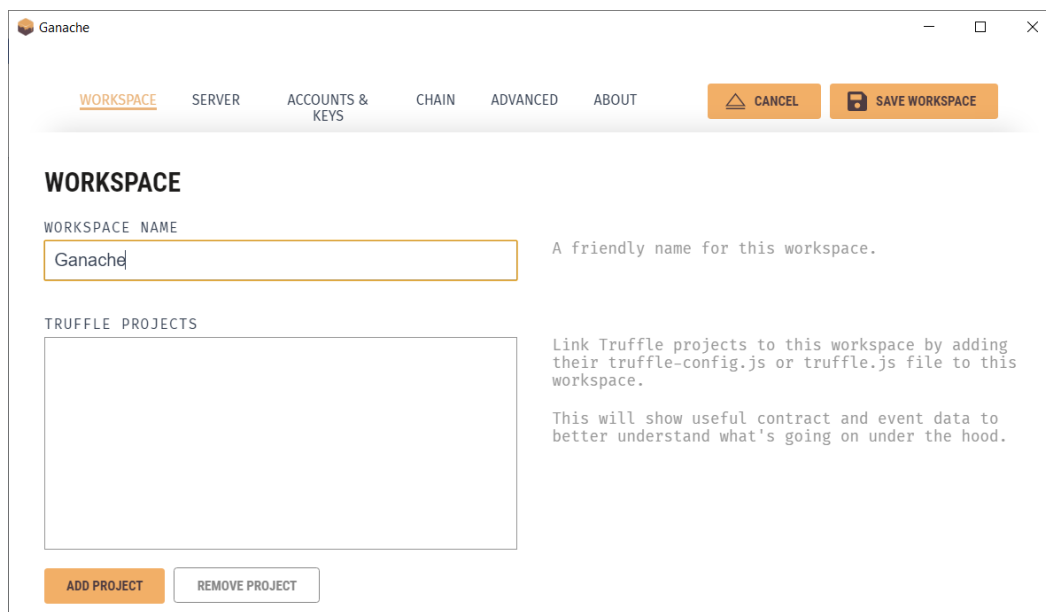 Ganache
WORKSPACE
SERVER
ACCOUNTS &
KEYS
CHAIN
ADVANCED
ABOUT
CANCEL
SAVE WORKSPACE
WORKSPACE
WORKSPACE NAME
Ganache
A friendly name for this workspace.
TRUFFLE PROJECTS
Link Truffle projects to this workspace by adding
their truffle-config.js or truffle.js file to this
workspace.
This will show useful contract and event data to
better understand what's going on under the hood.
ADD PROJECT
REMOVE PROJECT